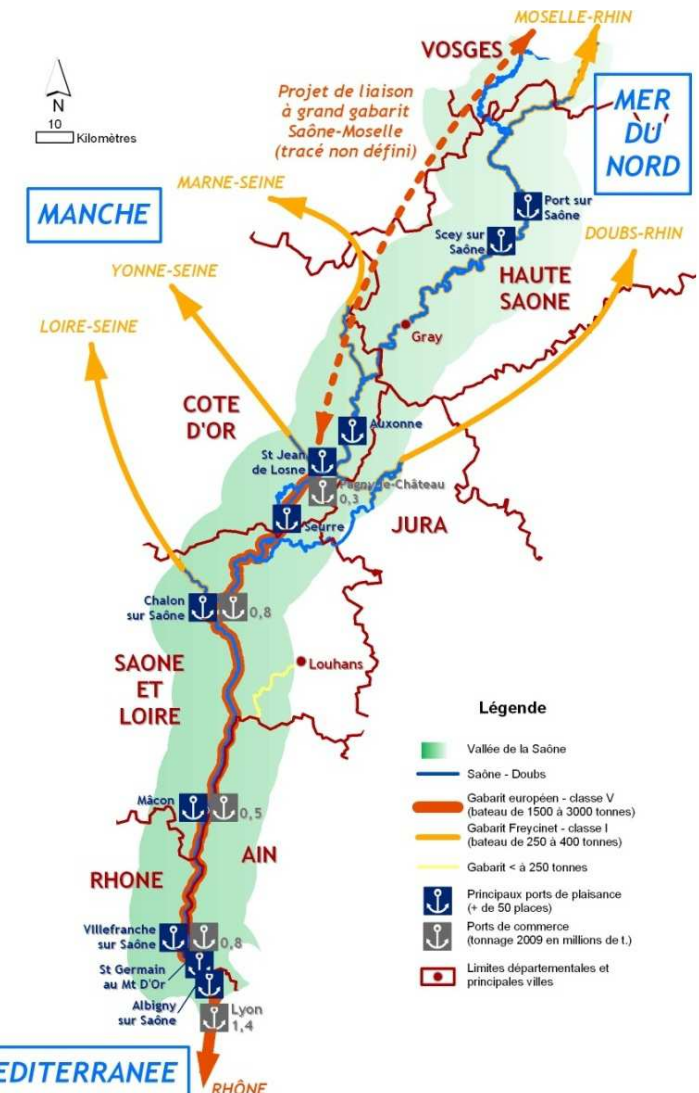 MOSELLE-RHIN
VOSGES
N
10
Kilomètres
Projet de liaison
à grand gabarit
Saône-Moselle
(tracé non défini)
MER
DU
NORD
MANCHE
MARNE-SEINE
Port sur
Saône
Scey sur
Saône
DOUBS-RHIN
YONNE-SEINE
HAUTE
SAONE
LOIRE-SEINE
Gray
COTE
D'OR
Auxonne
St Jean
de Losne
Pagny-le-Château
0,3
Seurre
JURA
Chalon
sur Saône
0,8
SAONE
ET
LOIRE
Louhans
Légende
Vallée de la Saône
Saône - Doubs
Gabarit européen - classe V
(bateau de 1500 à 3000 tonnes)
Gabarit Freycinet - classe I
(bateau de 250 à 400 tonnes)
Gabarit < à 250 tonnes
Principaux ports de plaisance
(+ de 50 places)
Ports de commerce
(tonnage 2009 en millions de t.)
Limites départementales et
principales villes
Mâcon
0,5
AIN
RHONE
Villefranche
sur Saône
0,8
St Germain
au Mt D'Or
Albigny
sur Saône
Lyon
1,4
EDITERRANEE
RHÔNE